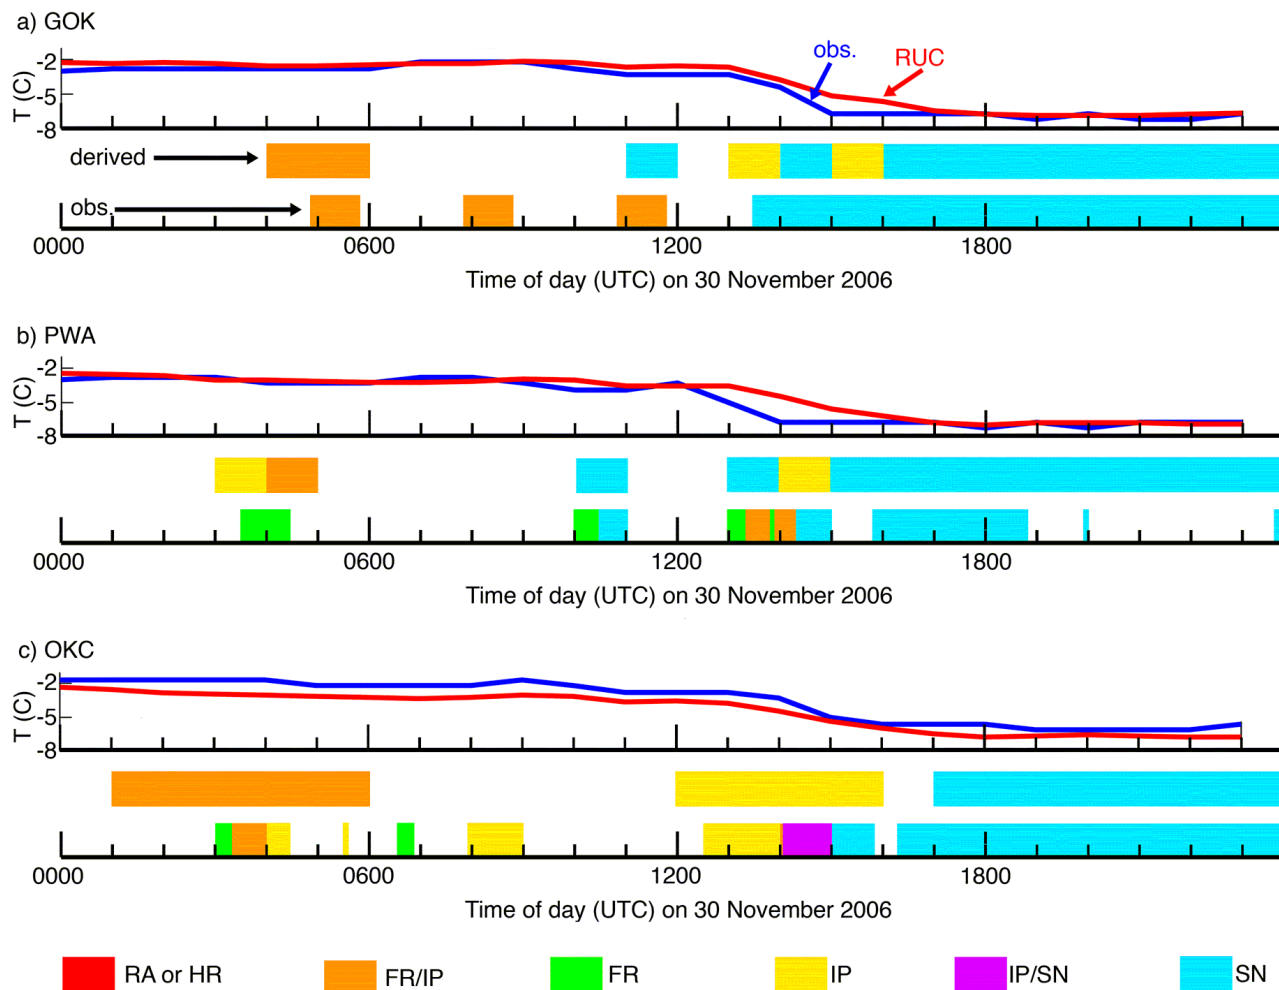 a) GOK
obs.
RUC
-2
-5
-8
T (C)
derived
obs.
0000
0600
1200
1800
Time of day (UTC) on 30 November 2006
b) PWA
-2
-5
-8
T (C)
0000
0600
1200
1800
Time of day (UTC) on 30 November 2006
c) OKC
-2
-5
-8
T (C)
0000
0600
1200
1800
Time of day (UTC) on 30 November 2006
RA or HR
FR/IP
FR
IP
IP/SN
SN